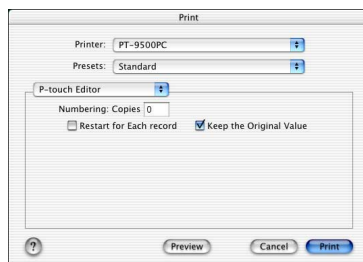 Print
Printer: PT-9500PC
Presets: Standard
P-touch Editor
Numbering: Copies 0
Restart for Each record Keep the Original Value
? Preview Cancel Print